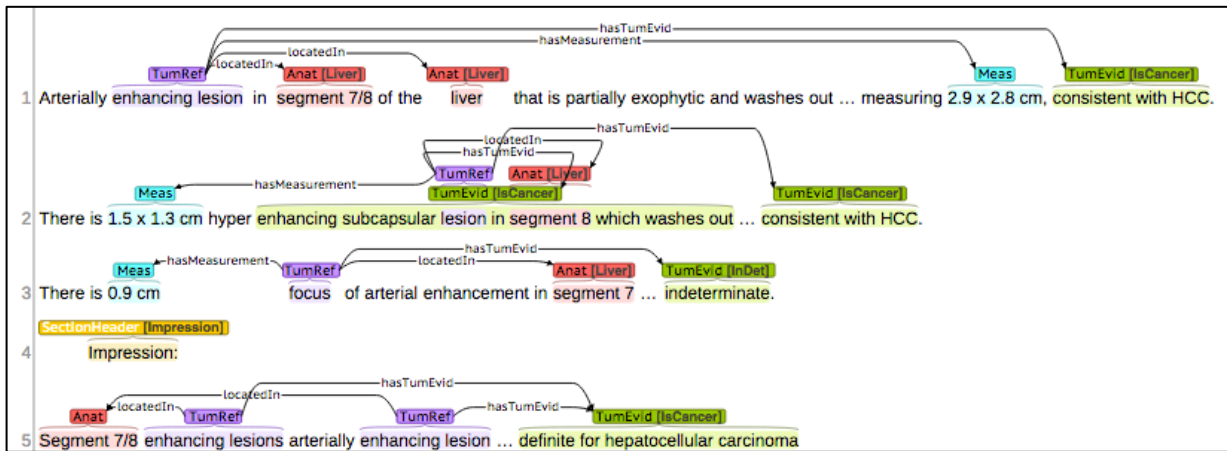 hasTumEvid
hasMeasurement
locatedIn
locatedIn
TumRef Anat [Liver] Anat [Liver] Meas TumEvid [IsCancer]
1 Arterially enhancing lesion in segment 7/8 of the liver that is partially exophytic and washes out ... measuring 2.9 x 2.8 cm, consistent with HCC.
hasTumEvid
locatedIn
hasTumEvid
TumRef Anat [Liver]
hasMeasurement
Meas TumEvid [IsCancer] TumEvid [IsCancer]
2 There is 1.5 x 1.3 cm hyper enhancing subcapsular lesion in segment 8 which washes out ... consistent with HCC.
hasTumEvid
hasMeasurement locatedIn
Meas TumRef Anat [Liver] TumEvid [InDet]
3 There is 0.9 cm focus of arterial enhancement in segment 7 ... indeterminate.
SectionHeader [Impression]
4 Impression:
hasTumEvid
locatedIn
locatedIn hasTumEvid
Anat TumRef TumRef TumEvid [IsCancer]
5 Segment 7/8 enhancing lesions arterially enhancing lesion ... definite for hepatocellular carcinoma